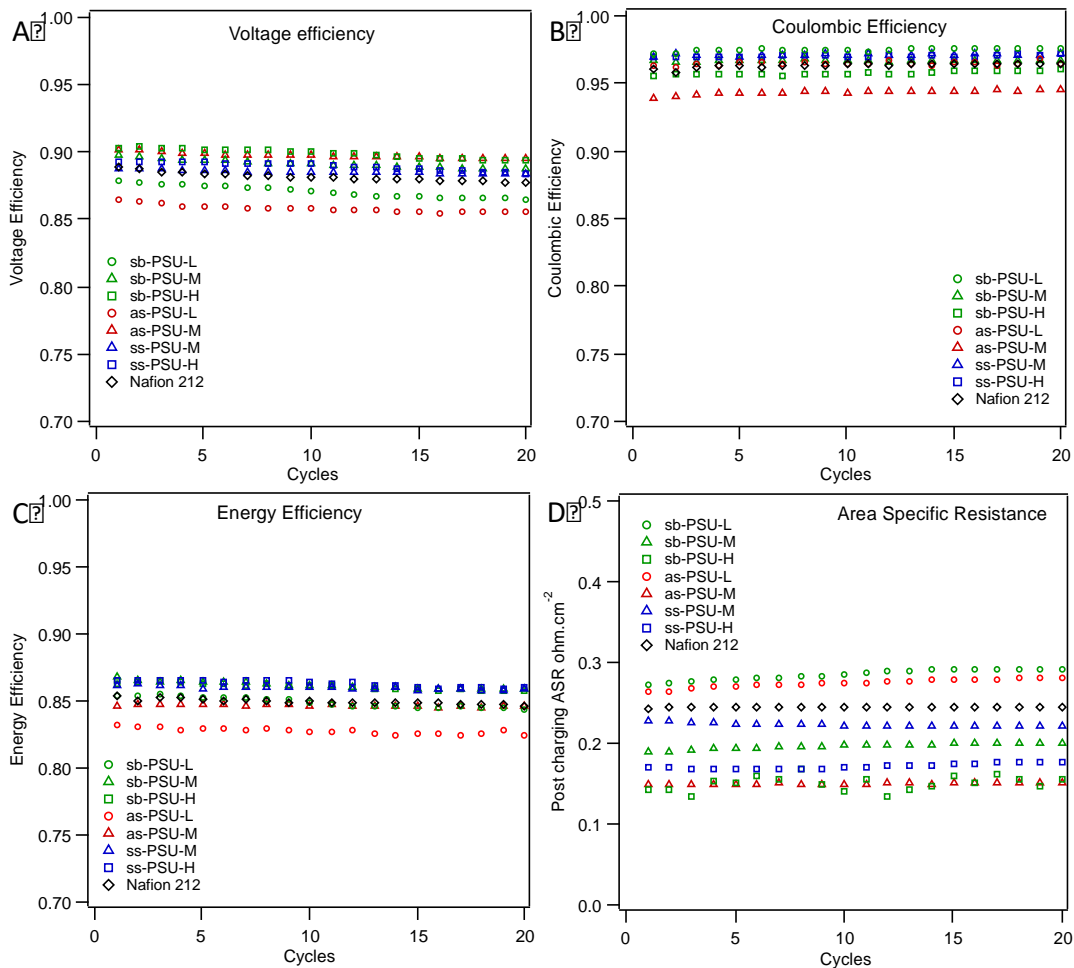 A⍰ Voltage efficiency
1.00
0.95
0.90
0.85
0.80
0.75
0.70
Voltage Efficiency
sb-PSU-L
sb-PSU-M
sb-PSU-H
as-PSU-L
as-PSU-M
ss-PSU-M
ss-PSU-H
Nafion 212
0 5 10 15 20
Cycles
B⍰ Coulombic Efficiency
1.00
0.95
0.90
0.85
0.80
0.75
0.70
Coulombic Efficiency
sb-PSU-L
sb-PSU-M
sb-PSU-H
as-PSU-L
as-PSU-M
ss-PSU-M
ss-PSU-H
Nafion 212
0 5 10 15 20
Cycles
C⍰ Energy Efficiency
1.00
0.95
0.90
0.85
0.80
0.75
0.70
Energy Efficiency
sb-PSU-L
sb-PSU-M
sb-PSU-H
as-PSU-L
as-PSU-M
ss-PSU-M
ss-PSU-H
Nafion 212
0 5 10 15 20
Cycles
D⍰ Area Specific Resistance
0.5
0.4
0.3
0.2
0.1
0.0
Post charging ASR ohm.cm⁻²
sb-PSU-L
sb-PSU-M
sb-PSU-H
as-PSU-L
as-PSU-M
ss-PSU-M
ss-PSU-H
Nafion 212
0 5 10 15 20
Cycles